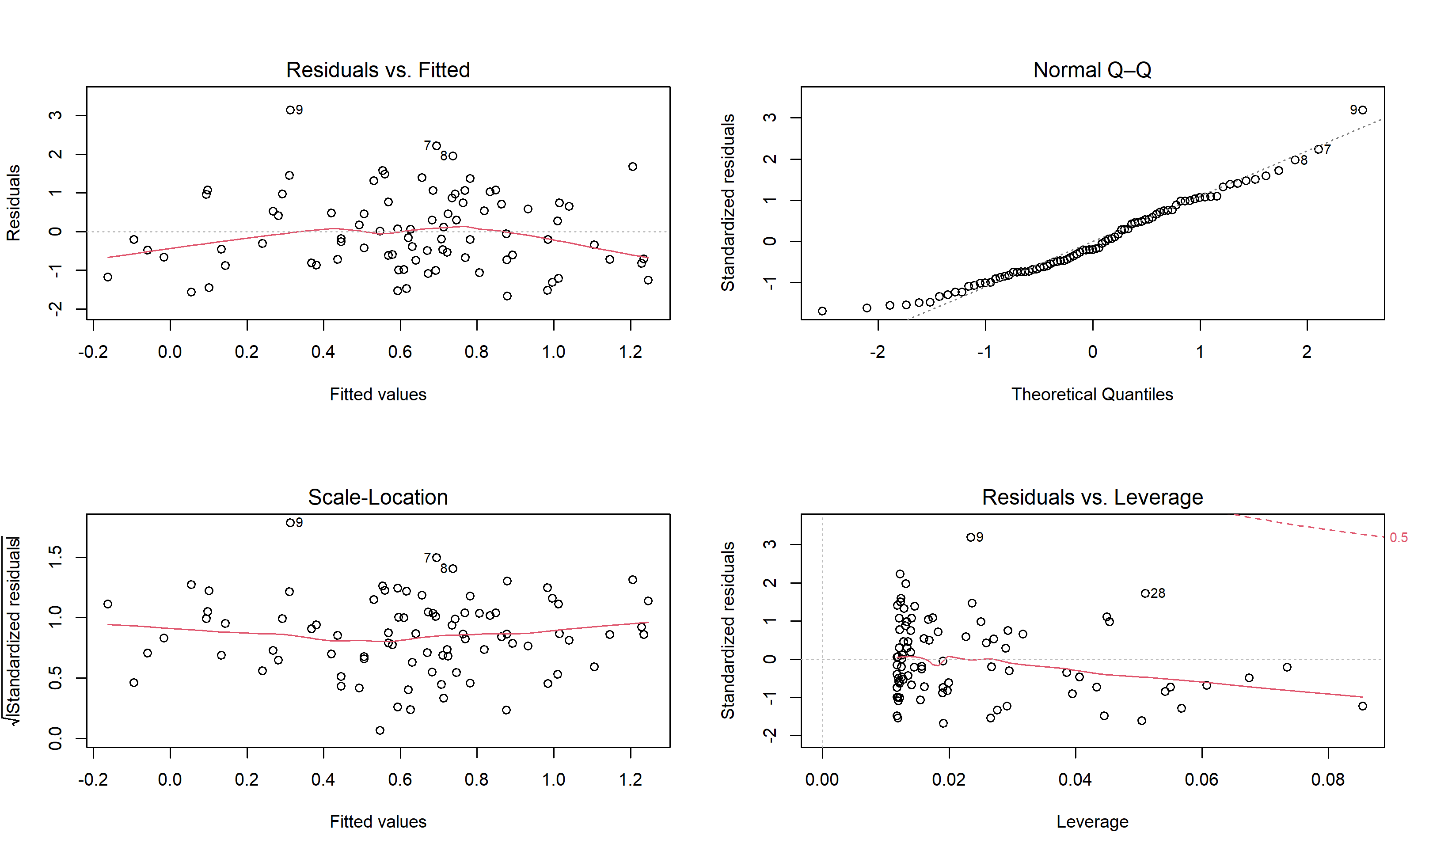 Residuals vs. Fitted
Residuals
3
2
1
0
-1
-2
9
7
8
-0.2 0.0 0.2 0.4 0.6 0.8 1.0 1.2
Fitted values
Normal Q–Q
Standardized residuals
3
2
1
0
-1
9
8
7
-2 -1 0 1 2
Theoretical Quantiles
Scale-Location
√|Standardized residuals|
1.5
1.0
0.5
0.0
9
7
8
-0.2 0.0 0.2 0.4 0.6 0.8 1.0 1.2
Fitted values
Residuals vs. Leverage
Standardized residuals
3
2
1
0
-1
-2
9
28
0.5
0.00 0.02 0.04 0.06 0.08
Leverage